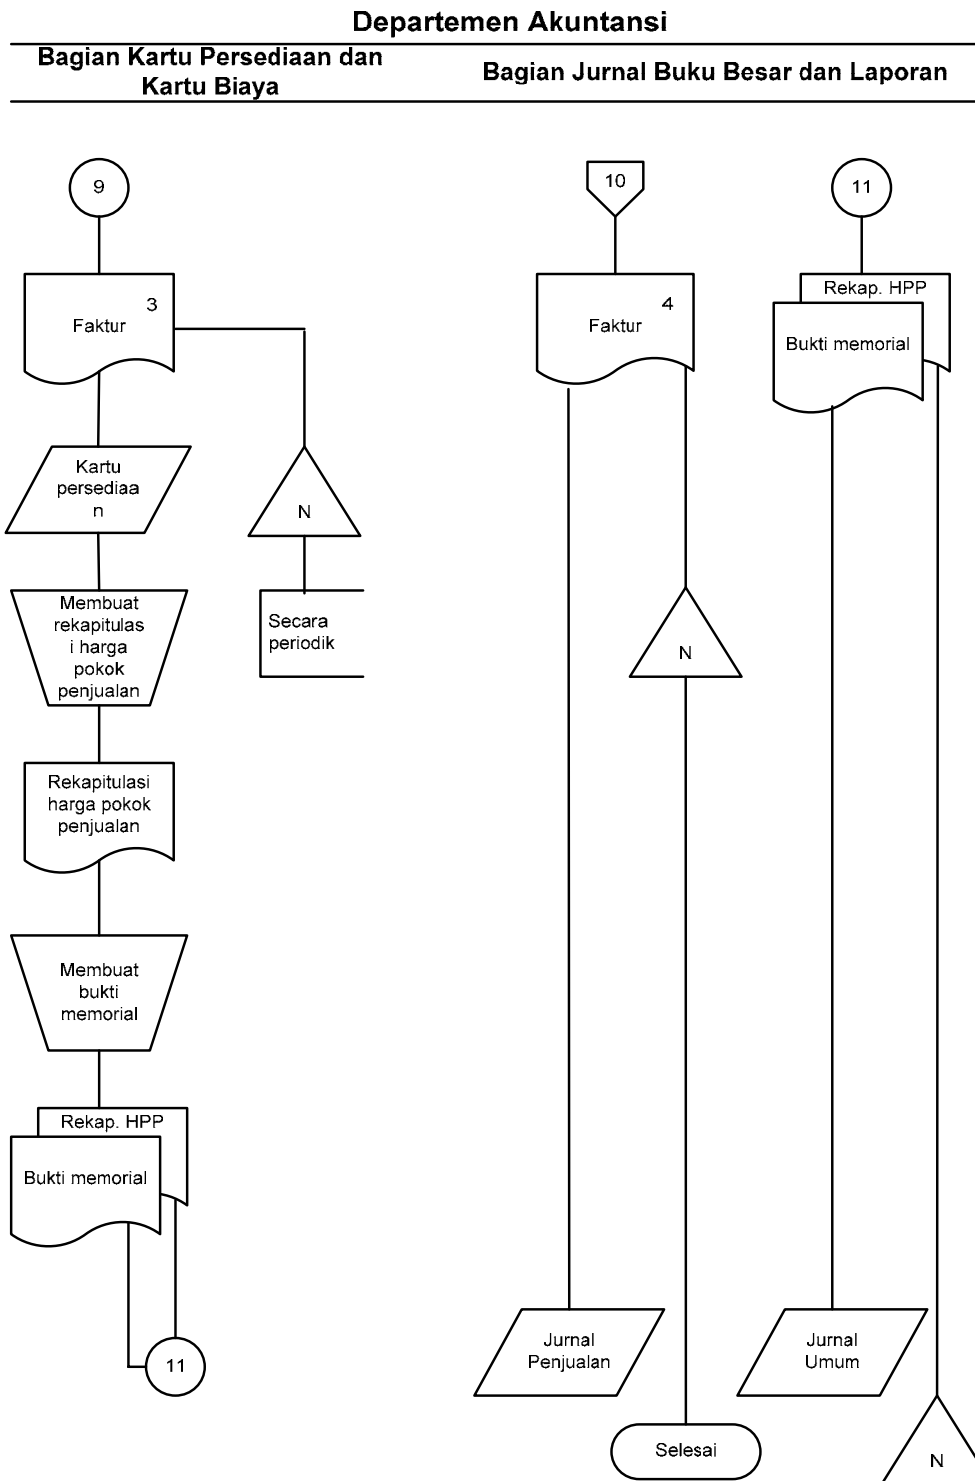 Departemen Akuntansi
Bagian Kartu Persediaan dan
Kartu Biaya
Bagian Jurnal Buku Besar dan Laporan
9
3
Faktur
Kartu
persediaa
n
N
Membuat
rekapitulas
i harga
pokok
penjualan
Secara
periodik
Rekapitulasi
harga pokok
penjualan
Membuat
bukti
memorial
Rekap. HPP
Bukti memorial
11
10
4
Faktur
N
Jurnal
Penjualan
Selesai
11
Rekap. HPP
Bukti memorial
Jurnal
Umum
N